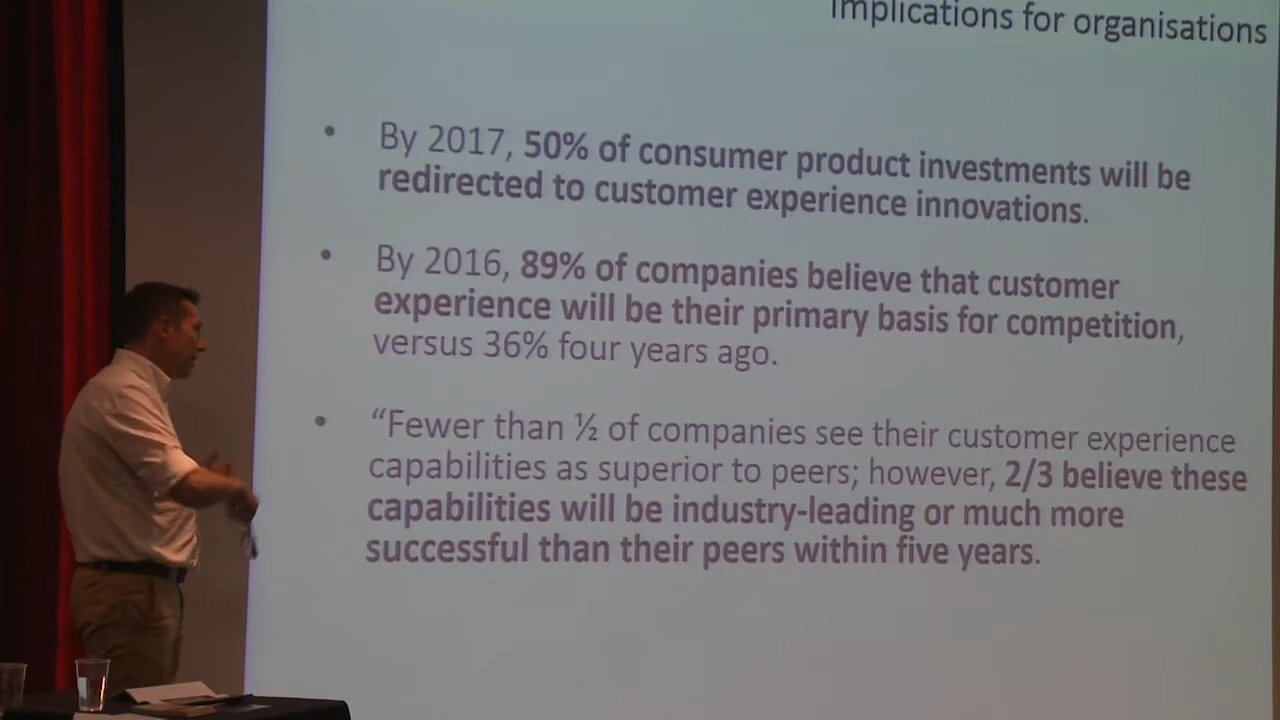 Implications for organisations
• By 2017, 50% of consumer product investments will be
redirected to customer experience innovations.
• By 2016, 89% of companies believe that customer
experience will be their primary basis for competition,
versus 36% four years ago.
• “Fewer than ½ of companies see their customer experience
capabilities as superior to peers; however, 2/3 believe these
capabilities will be industry-leading or much more
successful than their peers within five years.